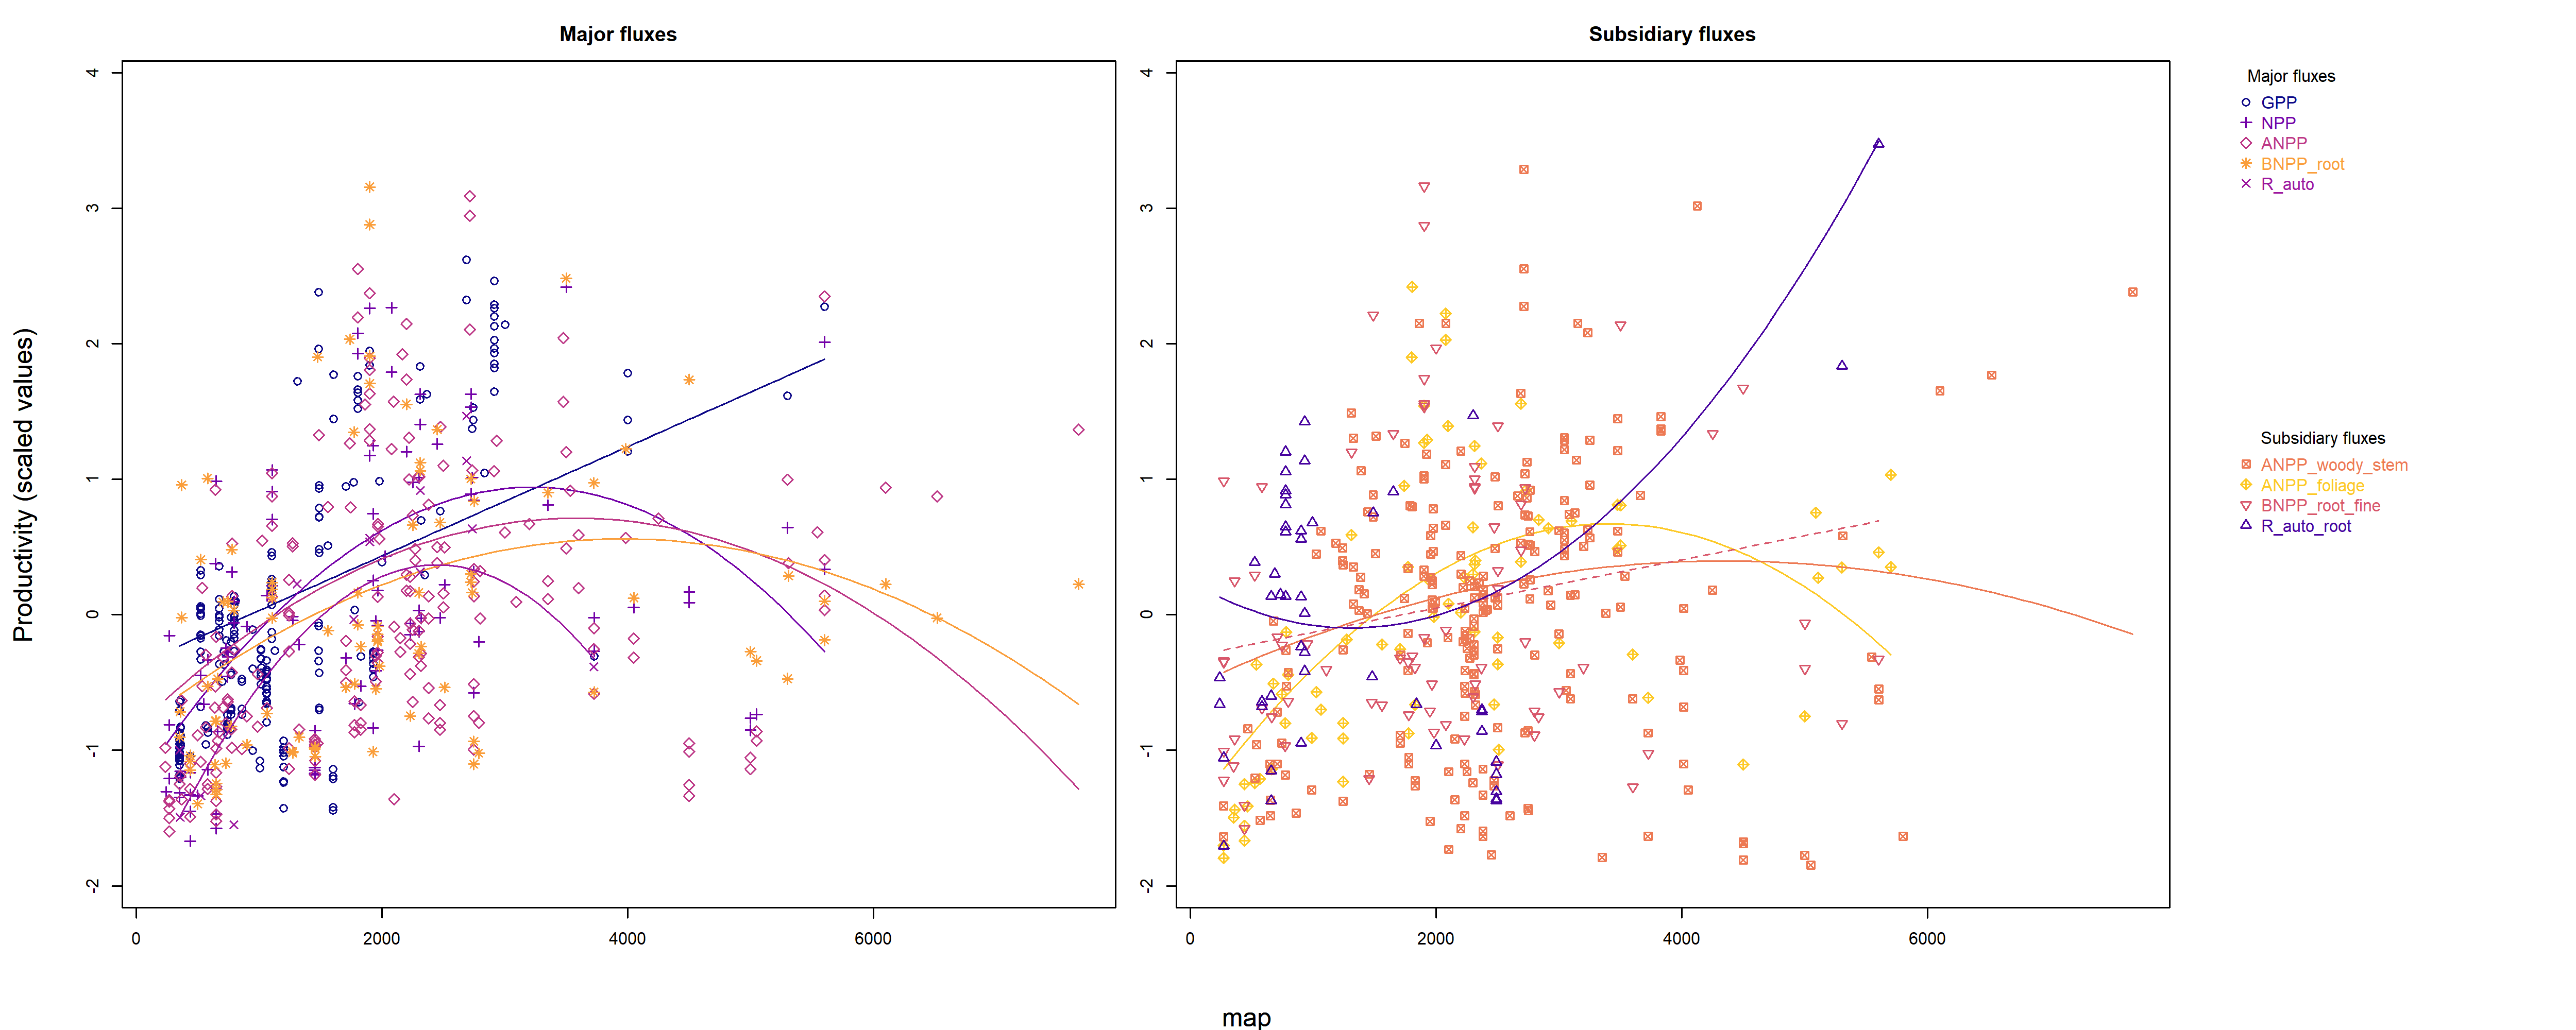 Major fluxes
Subsidiary fluxes
Productivity (scaled values)
4
3
2
1
0
-1
-2
0
2000
4000
6000
4
3
2
1
0
-1
-2
0
2000
4000
6000
map
Major fluxes
GPP
NPP
ANPP
BNPP_root
R_auto
Subsidiary fluxes
ANPP_woody_stem
ANPP_foliage
BNPP_root_fine
R_auto_root